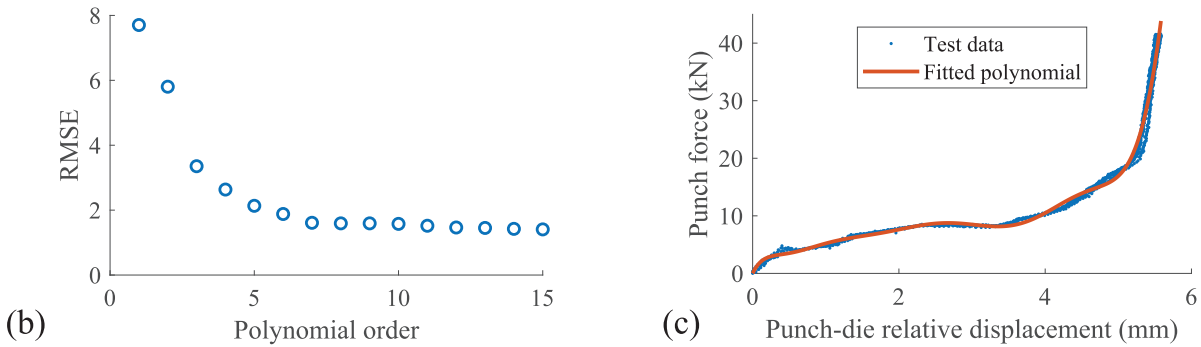 8
6
4
2
0
RMSE
0 5 10 15
Polynomial order
(b)
40
30
20
10
0
Punch force (kN)
Test data
Fitted polynomial
0 2 4 6
Punch-die relative displacement (mm)
(c)